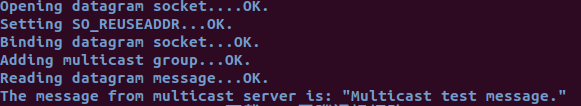 Opening datagram socket....OK.
Setting SO_REUSEADDR...OK.
Binding datagram socket...OK.
Adding multicast group...OK.
Reading datagram message...OK.
The message from multicast server is: "Multicast test message."